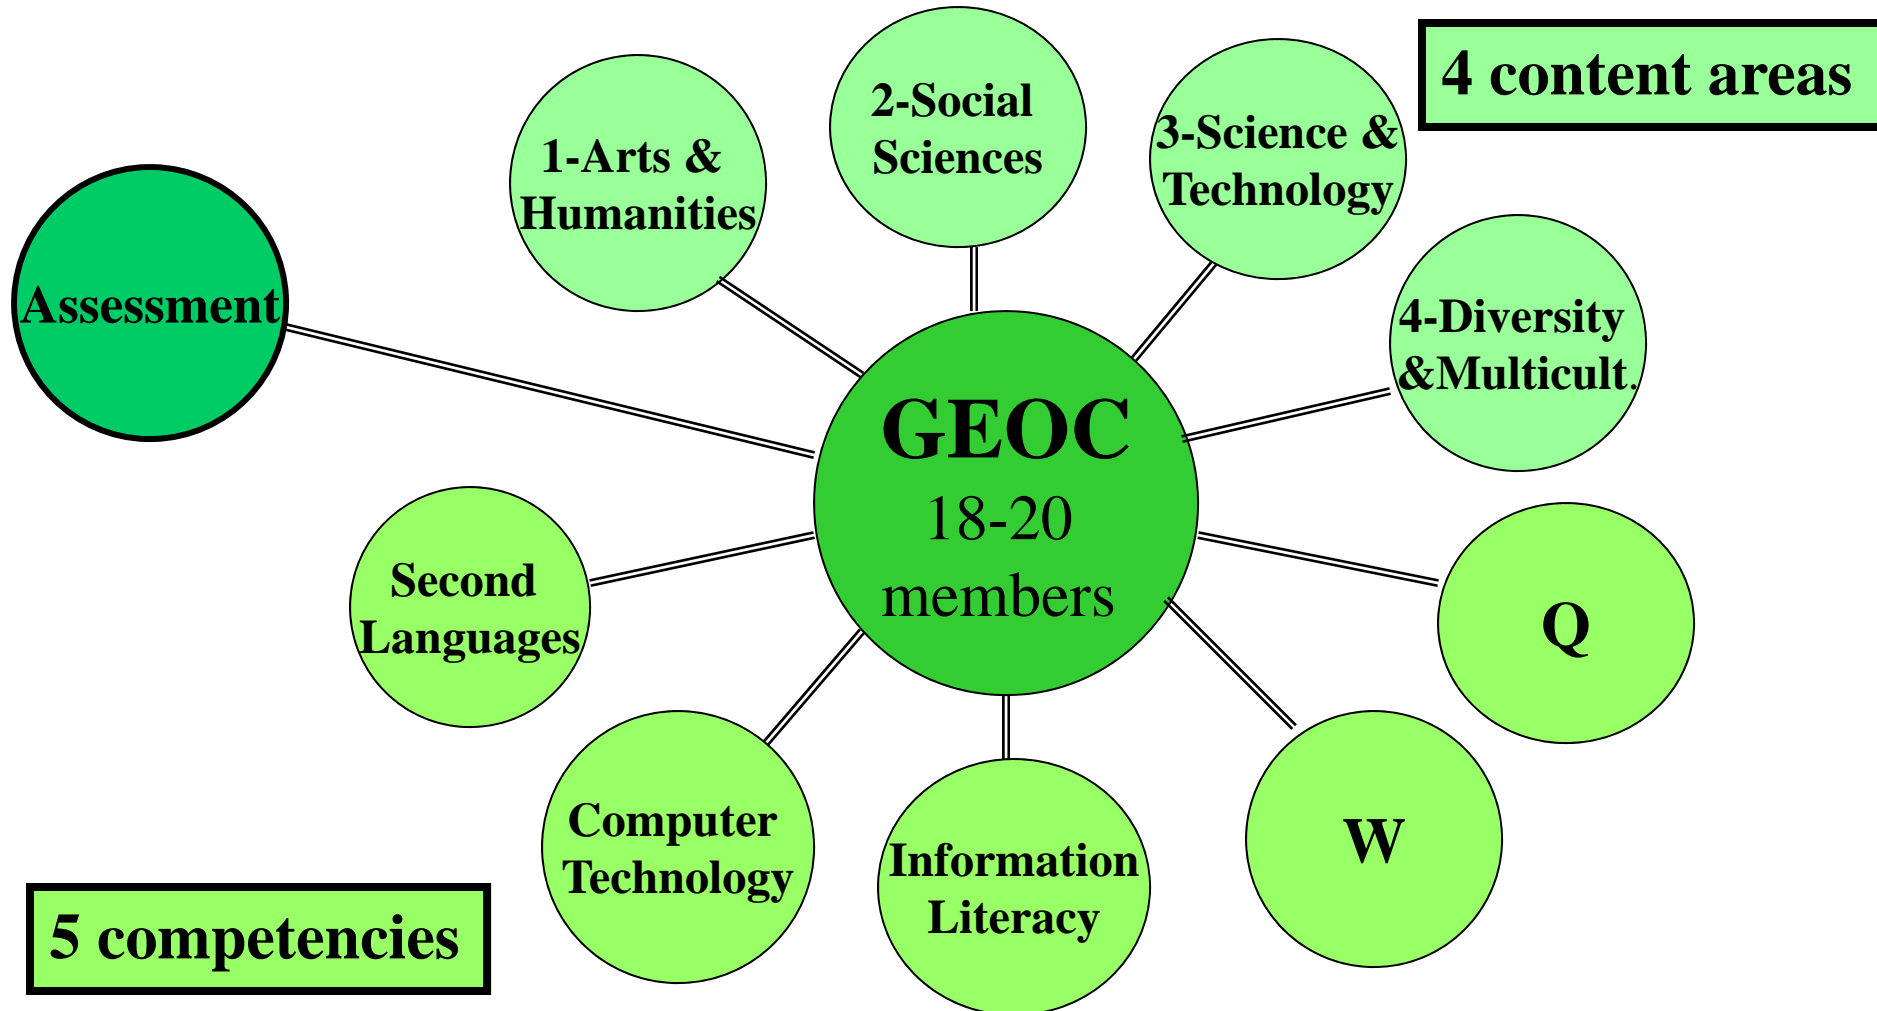 4 content areas
2-Social
Sciences
3-Science &
Technology
1-Arts &
Humanities
Assessment
4-Diversity
&Multicult.
GEOC
18-20
members
Second
Languages
Q
Computer
Technology
Information
Literacy
W
5 competencies